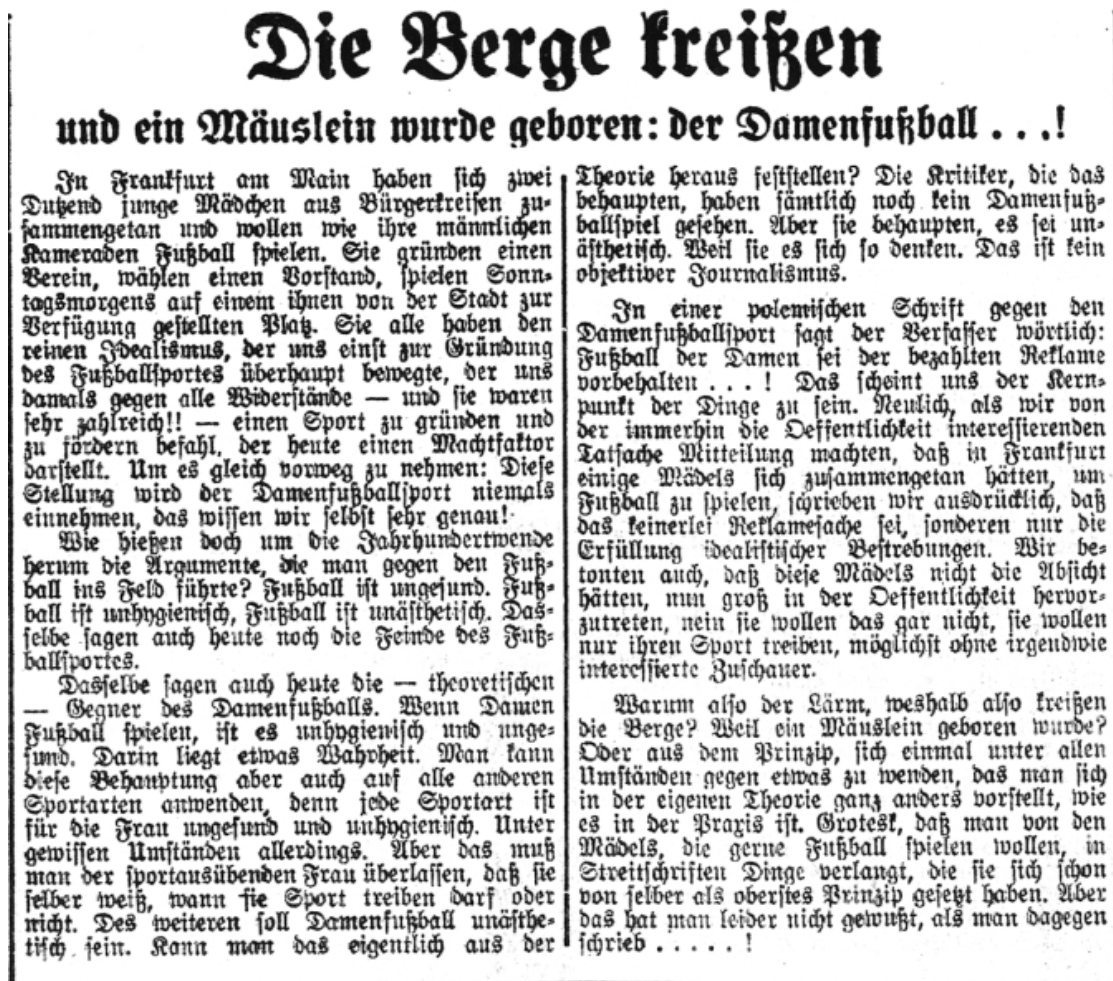 Die Berge kreißen
und ein Mäuslein wurde geboren: der Damenfußball . . .!
In Frankfurt am Main haben sich zwei
Dutzend junge Mädchen aus Bürgerkreisen zu-
sammengetan und wollen wie ihre männlichen
Kameraden Fußball spielen. Sie gründen einen
Verein, wählen einen Vorstand, spielen Sonn-
tagsmorgens auf einem ihnen von der Stadt zur
Verfügung gestellten Platz. Sie alle haben den
reinen Idealismus, der uns einst zur Gründung
des Fußballsportes überhaupt bewegte, der uns
damals gegen alle Widerstände — und sie waren
sehr zahlreich!! — einen Sport zu gründen und
zu fördern befahl, der heute einen Machtfaktor
darstellt. Um es gleich vorweg zu nehmen: Diese
Stellung wird der Damenfußballsport niemals
einnehmen, das wissen wir selbst sehr genau!
Wie hießen doch um die Jahrhundertwende
herum die Argumente, die man gegen den Fuß-
ball ins Feld führte? Fußball ist ungesund. Fuß-
ball ist unhygienisch, Fußball ist unästhetisch. Das-
selbe sagen auch heute noch die Feinde des Fuß-
ballsportes.
Dasselbe sagen auch heute die — theoretischen
— Gegner des Damenfußballs. Wenn Damen
Fußball spielen, ist es unhygienisch und unge-
sund. Darin liegt etwas Wahrheit. Man kann
diese Behauptung aber auch auf alle anderen
Sportarten anwenden, denn jede Sportart ist
für die Frau ungesund und unhygienisch. Unter
gewissen Umständen allerdings. Aber das muß
man der sportausübenden Frau überlassen, daß sie
selber weiß, wann sie Sport treiben darf oder
nicht. Des weiteren soll Damenfußball unästhe-
tisch sein. Kann man das eigentlich aus der
Theorie heraus feststellen? Die Kritiker, die das
behaupten, haben sämtlich noch kein Damenfuß-
ballspiel gesehen. Aber sie behaupten, es sei un-
ästhetisch. Weil sie es sich so denken. Das ist kein
objektiver Journalismus.
In einer polemischen Schrift gegen den
Damenfußballsport sagt der Verfasser wörtlich:
Fußball der Damen sei der bezahlten Reklame
vorbehalten . . . ! Das scheint uns der Kern-
punkt der Dinge zu sein. Neulich, als wir von
der immerhin die Oeffentlichkeit interessierenden
Tatsache Mitteilung machten, daß in Frankfurt
einige Mädels sich zusammengetan hätten, um
Fußball zu spielen, schrieben wir ausdrücklich, daß
das keinerlei Reklamesache sei, sonderen nur die
Erfüllung idealistischer Bestrebungen. Wir be-
tonten auch, daß diese Mädels nicht die Absicht
hätten, nun groß in der Oeffentlichkeit hervor-
zutreten, nein sie wollen das gar nicht, sie wollen
nur ihren Sport treiben, möglichst ohne irgendwie
interessierte Zuschauer.
Warum also der Lärm, weshalb also kreißen
die Berge? Weil ein Mäuslein geboren wurde?
Oder aus dem Prinzip, sich einmal unter allen
Umständen gegen etwas zu wenden, das man sich
in der eigenen Theorie ganz anders vorstellt, wie
es in der Praxis ist. Grotesk, daß man von den
Mädels, die gerne Fußball spielen wollen, in
Streitschriften Dinge verlangt, die sie sich schon
von selber als oberstes Prinzip gesetzt haben. Aber
das hat man leider nicht gewußt, als man dagegen
schrieb . . . . . !